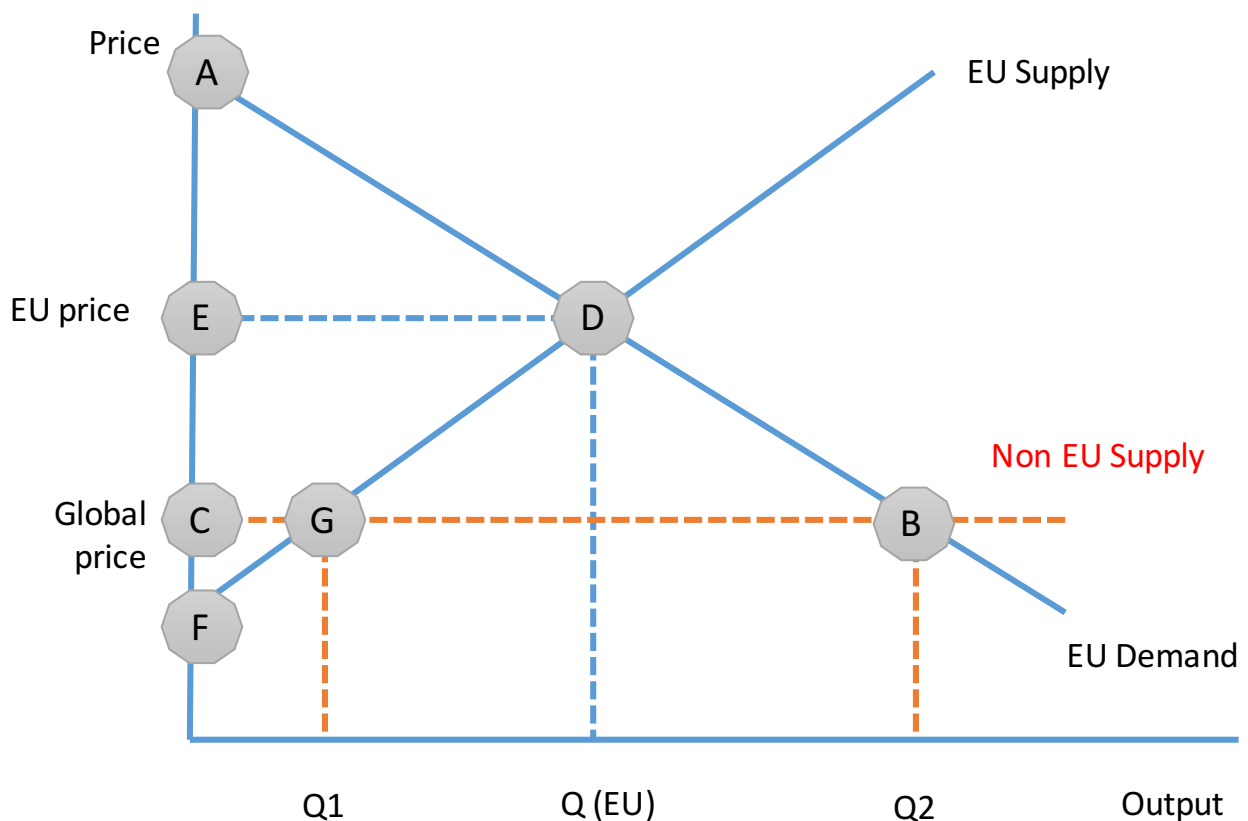 Price
A
EU Supply
EU price
E
D
Non EU Supply
Global
price
C
G
B
F
EU Demand
Q1
Q (EU)
Q2
Output